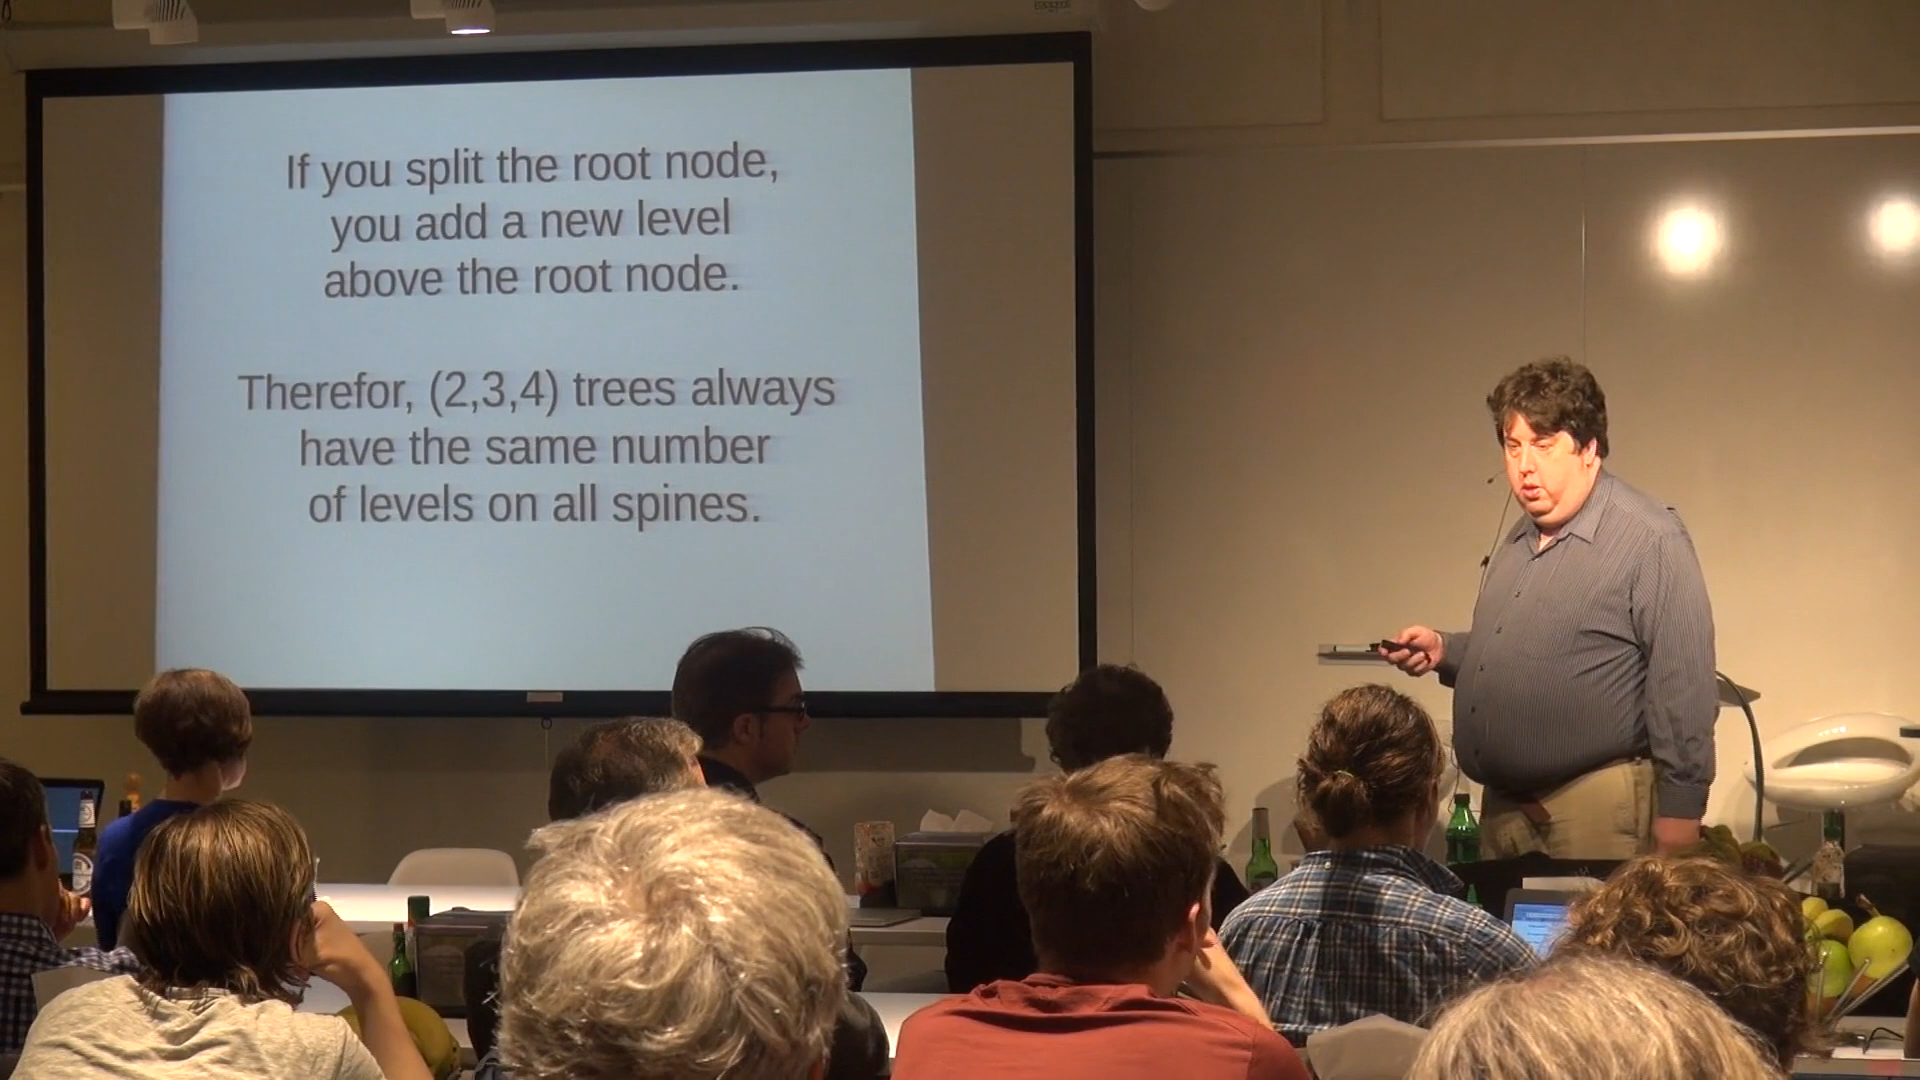 If you split the root node,
you add a new level
above the root node.
Therefor, (2,3,4) trees always
have the same number
of levels on all spines.